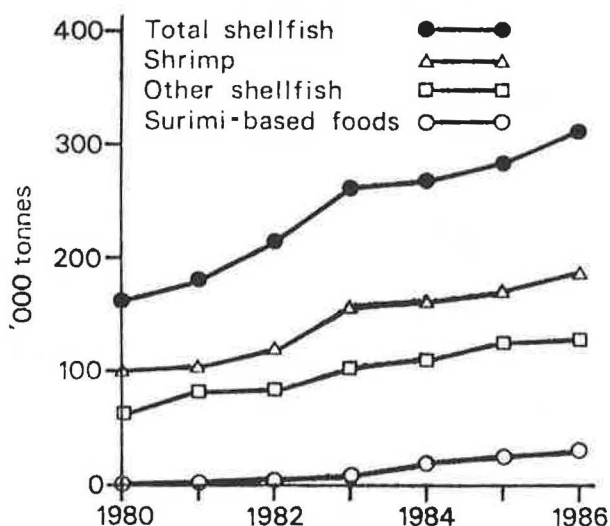 400
Total shellfish
Shrimp
Other shellfish
Surimi-based foods
300
'000 tonnes
200
100
0
1980 1982 1984 1986